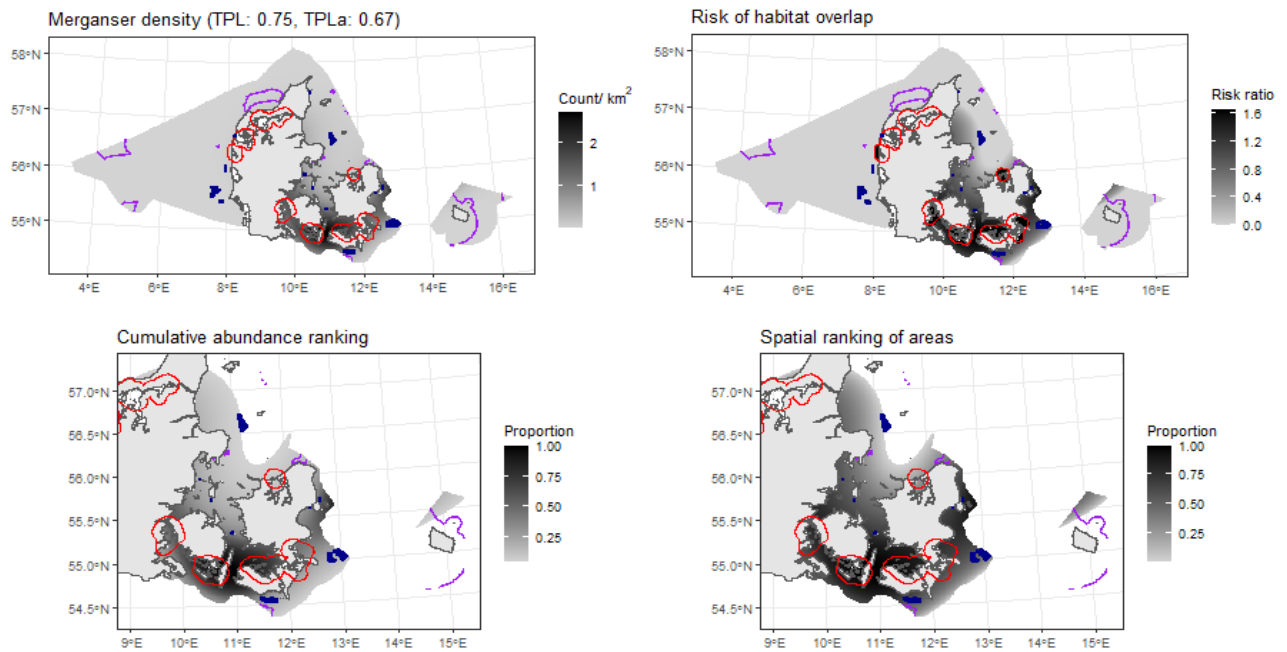 Merganser density (TPL: 0.75, TPLa: 0.67)
58°N
57°N
56°N
55°N
4°E 6°E 8°E 10°E 12°E 14°E 16°E
Count/ km²
2
1
Risk of habitat overlap
58°N
57°N
56°N
55°N
4°E 6°E 8°E 10°E 12°E 14°E 16°E
Risk ratio
1.6
1.2
0.8
0.4
0.0
Cumulative abundance ranking
57.0°N
56.5°N
56.0°N
55.5°N
55.0°N
54.5°N
9°E 10°E 11°E 12°E 13°E 14°E 15°E
Proportion
1.00
0.75
0.50
0.25
Spatial ranking of areas
57.0°N
56.5°N
56.0°N
55.5°N
55.0°N
54.5°N
9°E 10°E 11°E 12°E 13°E 14°E 15°E
Proportion
1.00
0.75
0.50
0.25